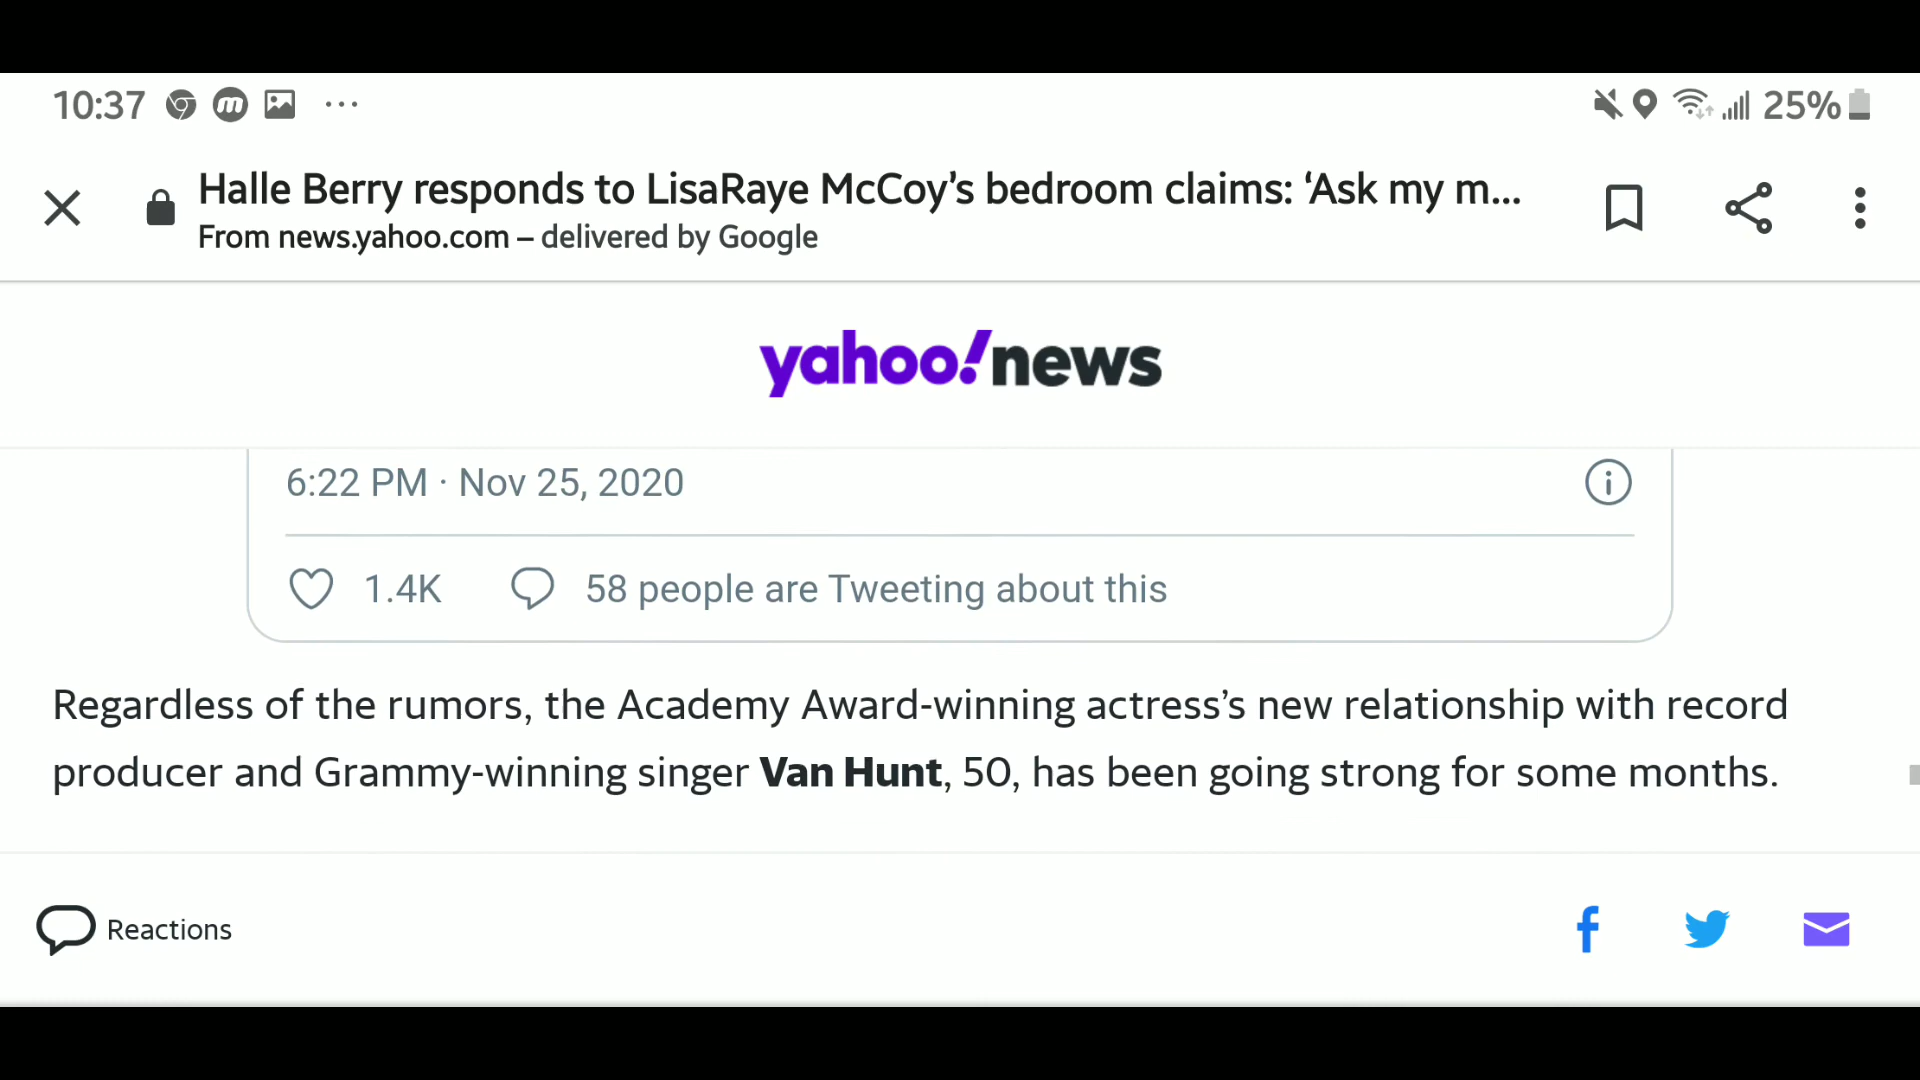 10:37 m ... 25%
Halle Berry responds to LisaRaye McCoy’s bedroom claims: ‘Ask my m...
From news.yahoo.com – delivered by Google
yahoo!news
6:22 PM · Nov 25, 2020
1.4K 58 people are Tweeting about this
Regardless of the rumors, the Academy Award-winning actress’s new relationship with record
producer and Grammy-winning singer Van Hunt, 50, has been going strong for some months.
Reactions